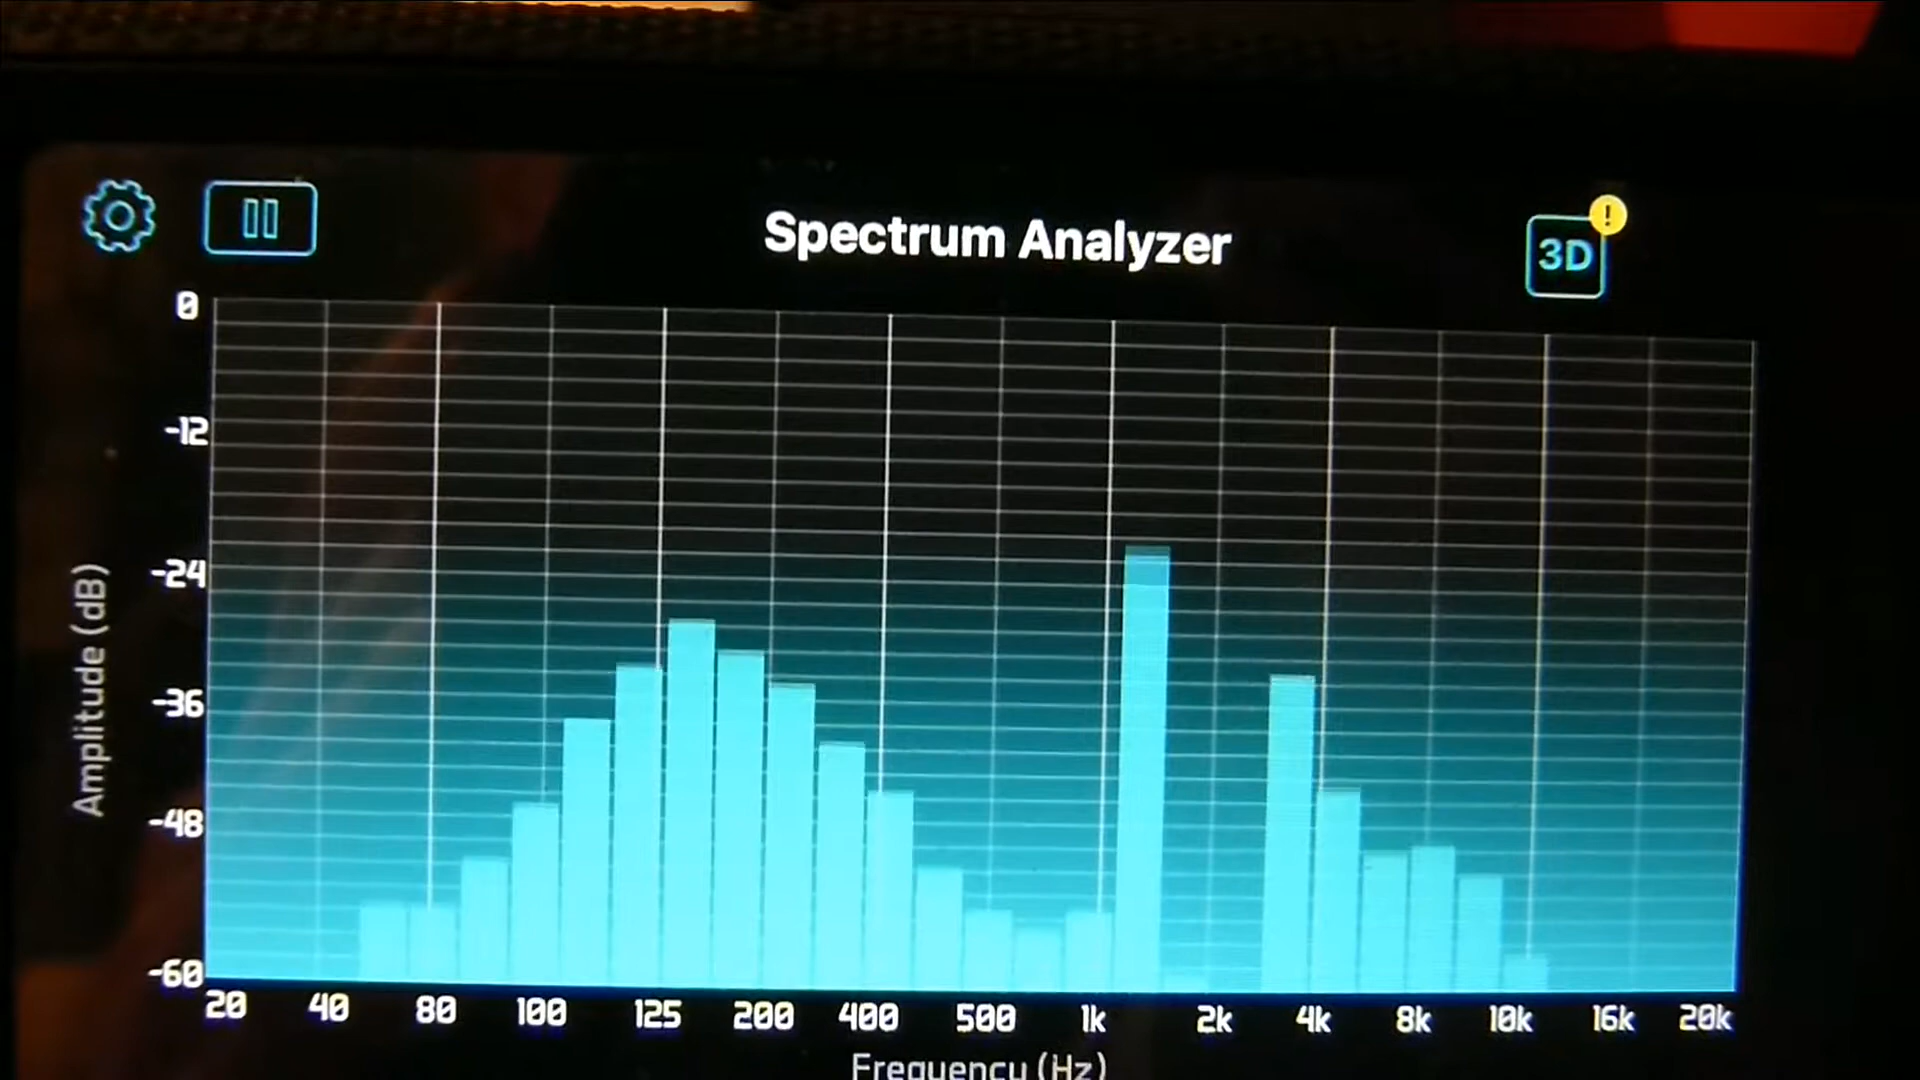 Spectrum Analyzer
3D
!
0
-12
-24
-36
-48
-60
Amplitude (dB)
20 40 80 100 125 200 400 500 1k 2k 4k 8k 10k 16k 20k
Frequency (Hz)